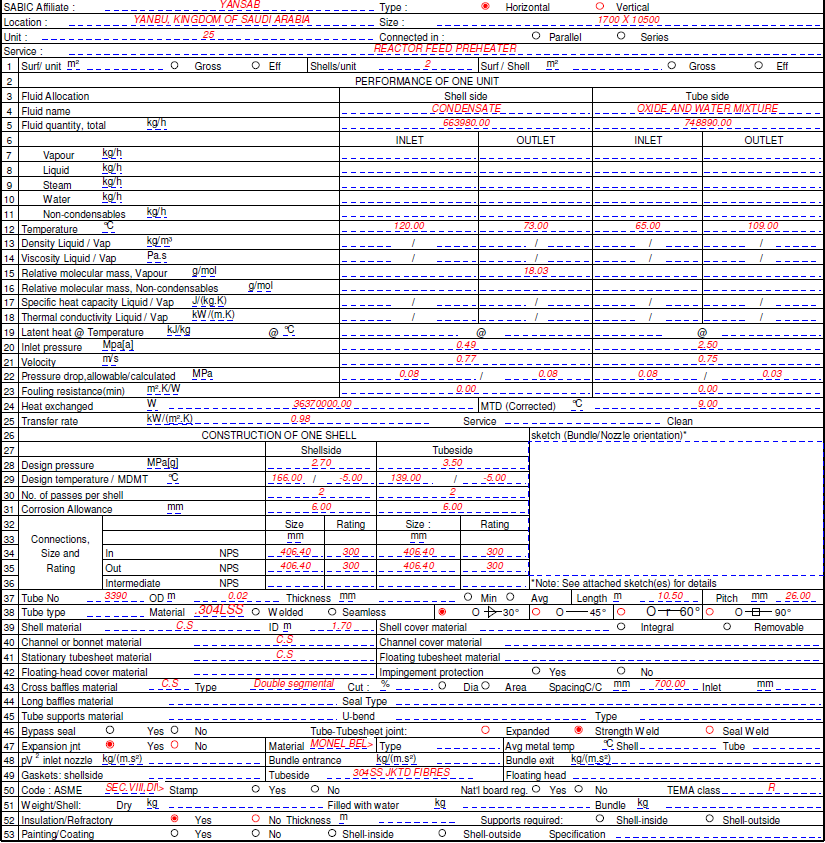 SABIC Affiliate : YANSAB Type : Horizontal Vertical
Location : YANBU, KINGDOM OF SAUDI ARABIA Size : 1700 X 10500
Unit : 25 Connected in : Parallel Series
Service : REACTOR FEED PREHEATER
1 Surf/ unit m² Gross Eff Shells/unit 2 Surf / Shell m² Gross Eff
2 PERFORMANCE OF ONE UNIT
3 Fluid Allocation Shell side Tube side
4 Fluid name CONDENSATE OXIDE AND WATER MIXTURE
5 Fluid quantity, total kg/h 663980.00 748890.00
6 INLET OUTLET INLET OUTLET
7 Vapour kg/h
8 Liquid kg/h
9 Steam kg/h
10 Water kg/h
11 Non-condensables kg/h
12 Temperature °C 120.00 73.00 65.00 109.00
13 Density Liquid / Vap kg/m³ / / / /
14 Viscosity Liquid / Vap Pa.s / / / /
15 Relative molecular mass, Vapour g/mol 18.03
16 Relative molecular mass, Non-condensables g/mol
17 Specific heat capacity Liquid / Vap J/(kg.K) / / / /
18 Thermal conductivity Liquid / Vap kW/(m.K) / / / /
19 Latent heat @ Temperature kJ/kg @ °C @ @
20 Inlet pressure Mpa[a] 0.49 2.50
21 Velocity m/s 0.77 0.75
22 Pressure drop,allowable/calculated MPa 0.08 / 0.08 0.08 / 0.03
23 Fouling resistance(min) m².K/W 0.00 0.00
24 Heat exchanged W 36370000.00 MTD (Corrected) °C 9.00
25 Transfer rate kW/(m².K) 0.98 Service Clean
26 CONSTRUCTION OF ONE SHELL sketch (Bundle/Nozzle orientation)*
27 Shellside Tubeside
28 Design pressure MPa[g] 2.70 3.50
29 Design temperature / MDMT °C 166.00 / -5.00 139.00 / -5.00
30 No. of passes per shell 2 2
31 Corrosion Allowance mm 6.00 6.00
32 Size Rating Size : Rating
33 Connections, mm mm
34 Size and In NPS 406.40 300 406.40 300
35 Rating Out NPS 406.40 300 406.40 300
36 Intermediate NPS *Note: See attached sketch(es) for details
37 Tube No 3390 OD m 0.02 Thickness mm Min Avg Length m 10.50 Pitch mm 26.00
38 Tube type Material .304LSS Welded Seamless 30° 45° O r 60° 90°
39 Shell material C.S ID m 1.70 Shell cover material Integral Removable
40 Channel or bonnet material C.S Channel cover material
41 Stationary tubesheet material C.S Floating tubesheet material
42 Floating-head cover material Impingement protection Yes No
43 Cross baffles material C.S Type Double segmental Cut : % Dia Area SpacingC/C mm 700.00 Inlet mm
44 Long baffles material Seal Type
45 Tube supports material U-bend Type
46 Bypass seal Yes No Tube-Tubesheet joint: Expanded Strength Weld Seal Weld
47 Expansion jnt Yes No Material MONEL BEL> Type Avg metal temp °C Shell Tube
48 pV² inlet nozzle kg/(m.s²) Bundle entrance kg/(m.s²) Bundle exit kg/(m.s²)
49 Gaskets: shellside Tubeside 304SS JKTD FIBRES Floating head
50 Code : ASME SEC.VIII,DI> Stamp Yes No Nat'l board reg. Yes No TEMA class R
51 Weight/Shell: Dry kg Filled with water kg Bundle kg
52 Insulation/Refractory Yes No Thickness m Supports required: Shell-inside Shell-outside
53 Painting/Coating Yes No Shell-inside Shell-outside Specification